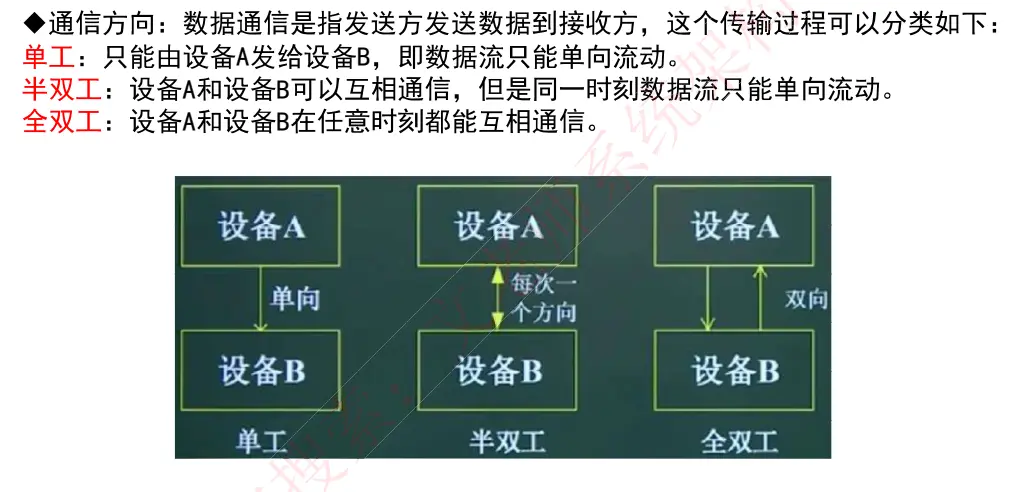 ◆通信方向：数据通信是指发送方发送数据到接收方，这个传输过程可以分类如下：
单工：只能由设备A发给设备B，即数据流只能单向流动。
半双工：设备A和设备B可以互相通信，但是同一时刻数据流只能单向流动。
全双工：设备A和设备B在任意时刻都能互相通信。
设备A 设备A 设备A
单向 每次一 双向
个方向
设备B 设备B 设备B
单工 半双工 全双工